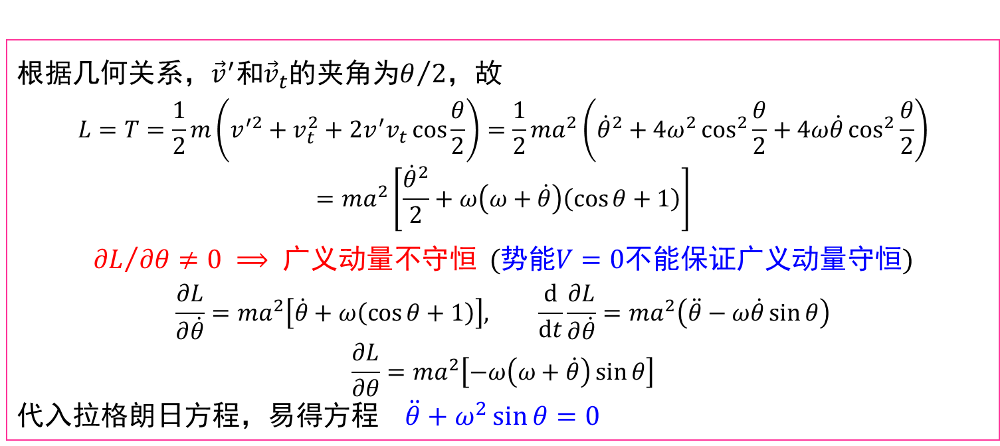 根据几何关系，$\vec{v}'$和$\vec{v}_t$的夹角为$\theta/2$，故
$L = T = \frac{1}{2}m\left(v'^2 + v_t^2 + 2v'v_t\cos\frac{\theta}{2}\right) = \frac{1}{2}ma^2\left(\dot{\theta}^2 + 4\omega^2\cos^2\frac{\theta}{2} + 4\omega\dot{\theta}\cos^2\frac{\theta}{2}\right)$
$= ma^2\left[\frac{\dot{\theta}^2}{2} + \omega(\omega + \dot{\theta})(\cos\theta + 1)\right]$
$\partial L/\partial\theta \neq 0 \implies$ 广义动量不守恒 (势能$V = 0$不能保证广义动量守恒)
$\frac{\partial L}{\partial\dot{\theta}} = ma^2[\dot{\theta} + \omega(\cos\theta + 1)], \quad \frac{\mathrm{d}}{\mathrm{d}t}\frac{\partial L}{\partial\dot{\theta}} = ma^2(\ddot{\theta} - \omega\dot{\theta}\sin\theta)$
$\frac{\partial L}{\partial\theta} = ma^2[-\omega(\omega + \dot{\theta})\sin\theta]$
代入拉格朗日方程，易得方程 $\ddot{\theta} + \omega^2\sin\theta = 0$